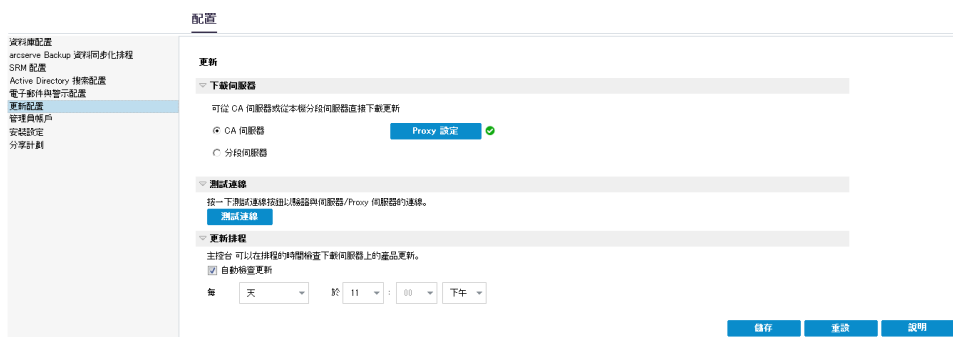 配置
資料庫配置
arcserve Backup 資料同步化排程
SRM 配置
Active Directory 搜索配置
電子郵件與警示配置
更新配置
管理員帳戶
安裝設定
分享計劃
更新
下載伺服器
可從 CA 伺服器或從本機分段伺服器直接下載更新
CA 伺服器 Proxy 設定
分段伺服器
測試連線
按一下測試連線按鈕以驗證與伺服器/Proxy 伺服器的連線。
測試連線
更新排程
主控台 可以在排程的時間檢查下載伺服器上的產品更新。
自動檢查更新
每 天 於 11 : 00 下午
儲存 重設 說明